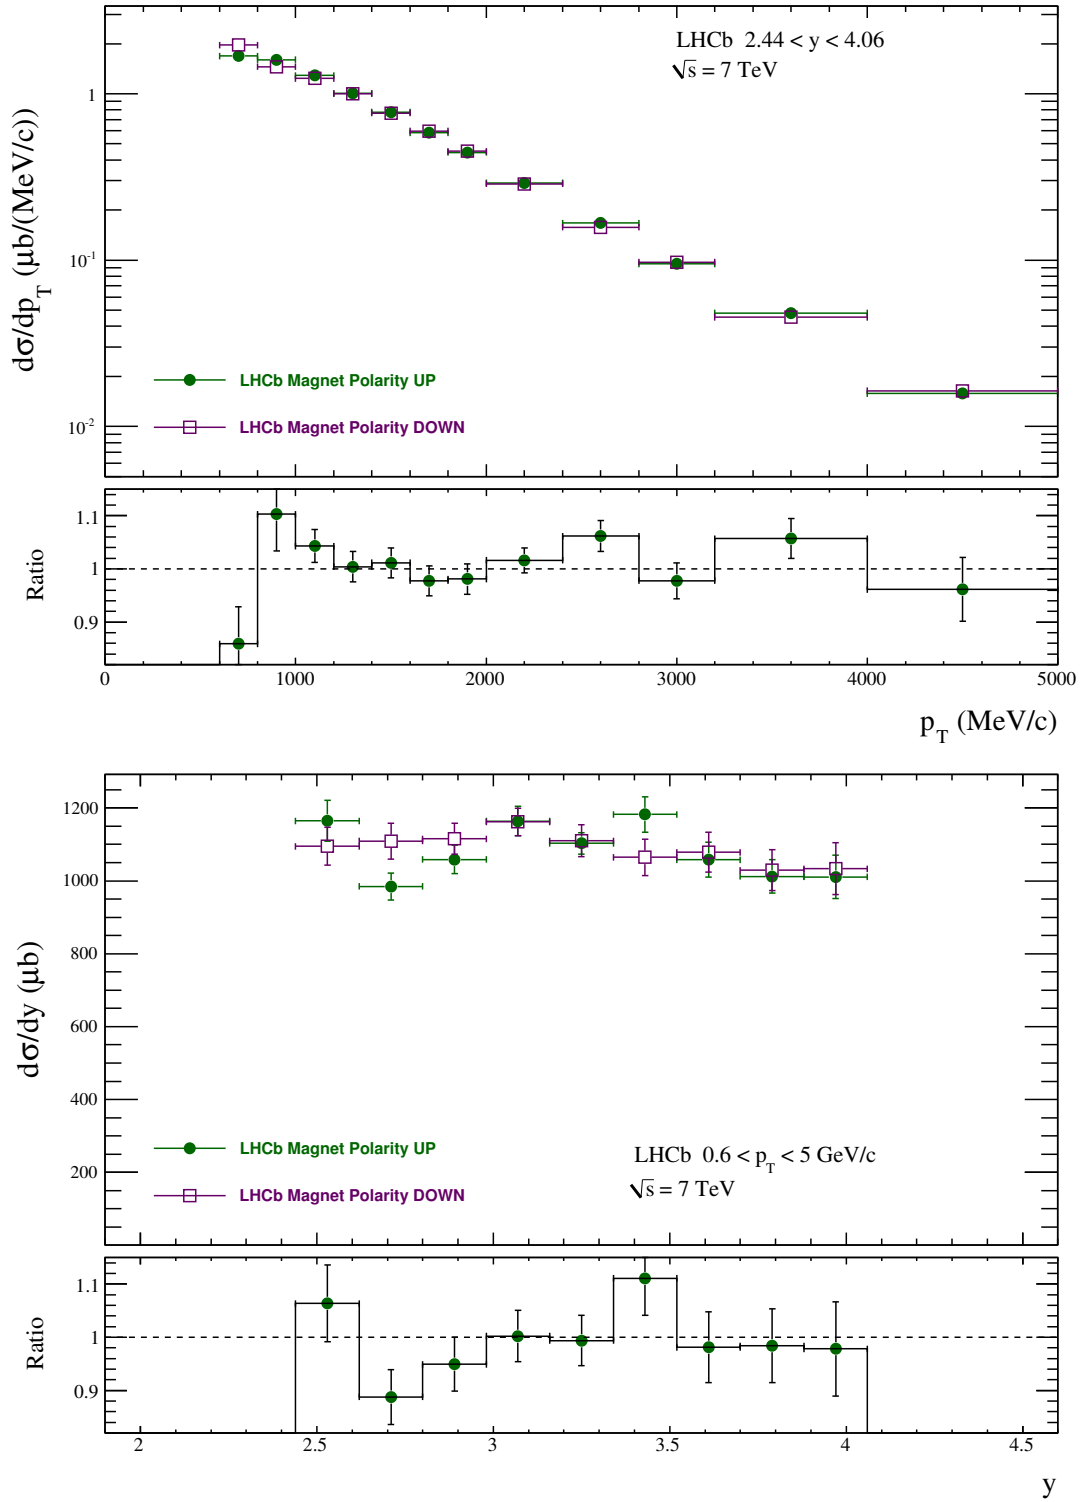 LHCb 2.44 < y < 4.06
√s = 7 TeV
dσ/dp_T (μb/(MeV/c))
1
10^-1
10^-2
LHCb Magnet Polarity UP
LHCb Magnet Polarity DOWN
Ratio
1.1
1
0.9
0 1000 2000 3000 4000 5000
p_T (MeV/c)
dσ/dy (μb)
1200
1000
800
600
400
200
LHCb Magnet Polarity UP
LHCb Magnet Polarity DOWN
LHCb 0.6 < p_T < 5 GeV/c
√s = 7 TeV
Ratio
1.1
1
0.9
2 2.5 3 3.5 4 4.5
y